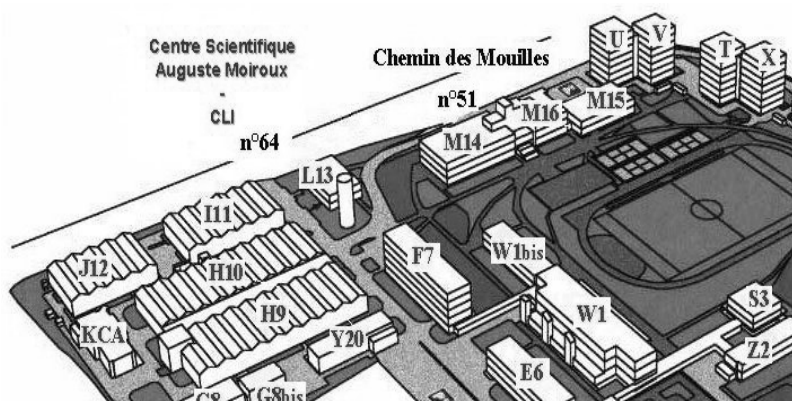 Centre Scientifique
Auguste Moiroux
-
CLI
Chemin des Mouilles
n°51
n°64
U
V
T
X
M15
M16
M14
L13
I11
J12
H10
F7
W1bis
H9
KCA
W1
S3
Y20
Z2
E6
G8
G8bis